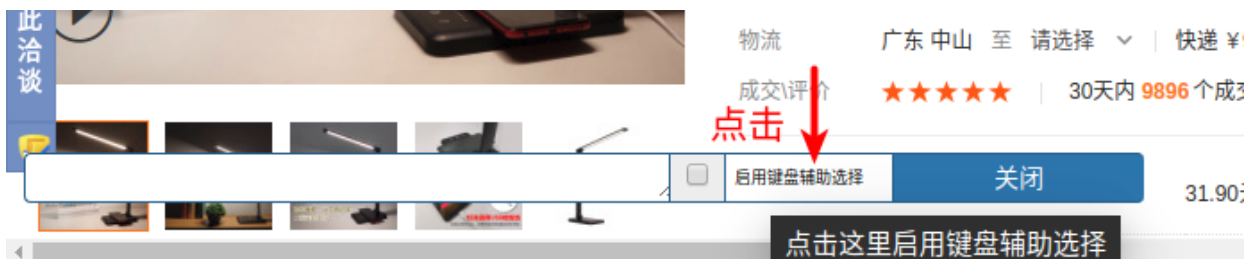 此
洽
谈
物流
广东 中山 至 请选择
快递 ¥
成交\评价
★★★★★
30天内 9896 个成交
点击
启用键盘辅助选择
关闭
31.90
点击这里启用键盘辅助选择